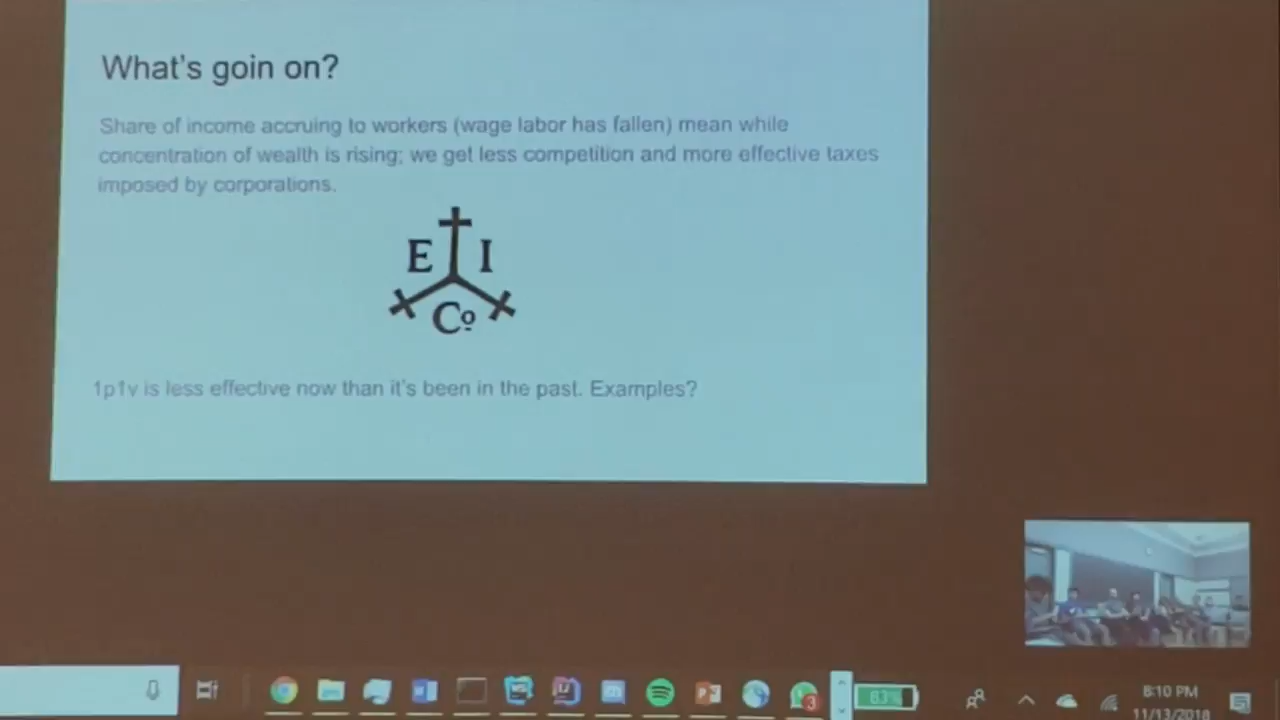 What's goin on?
Share of income accruing to workers (wage labor has fallen) mean while
concentration of wealth is rising; we get less competition and more effective taxes
imposed by corporations.
E I
Cº
1p1v is less effective now than it's been in the past. Examples?
83%
3
8:10 PM
11/13/2018